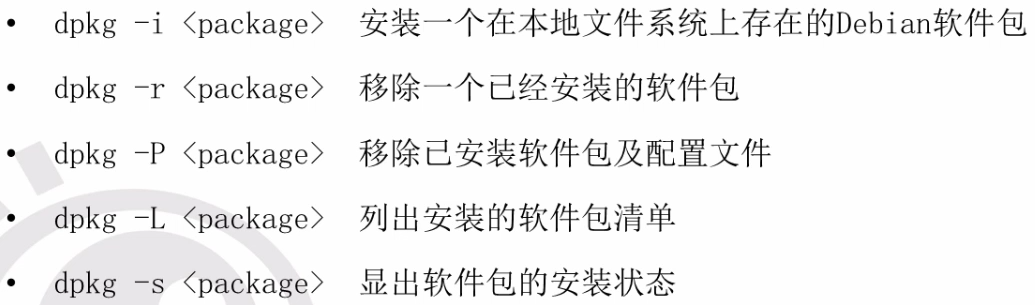 • dpkg -i <package> 安装一个在本地文件系统上存在的Debian软件包
• dpkg -r <package> 移除一个已经安装的软件包
• dpkg -P <package> 移除已安装软件包及配置文件
• dpkg -L <package> 列出安装的软件包清单
• dpkg -s <package> 显出软件包的安装状态